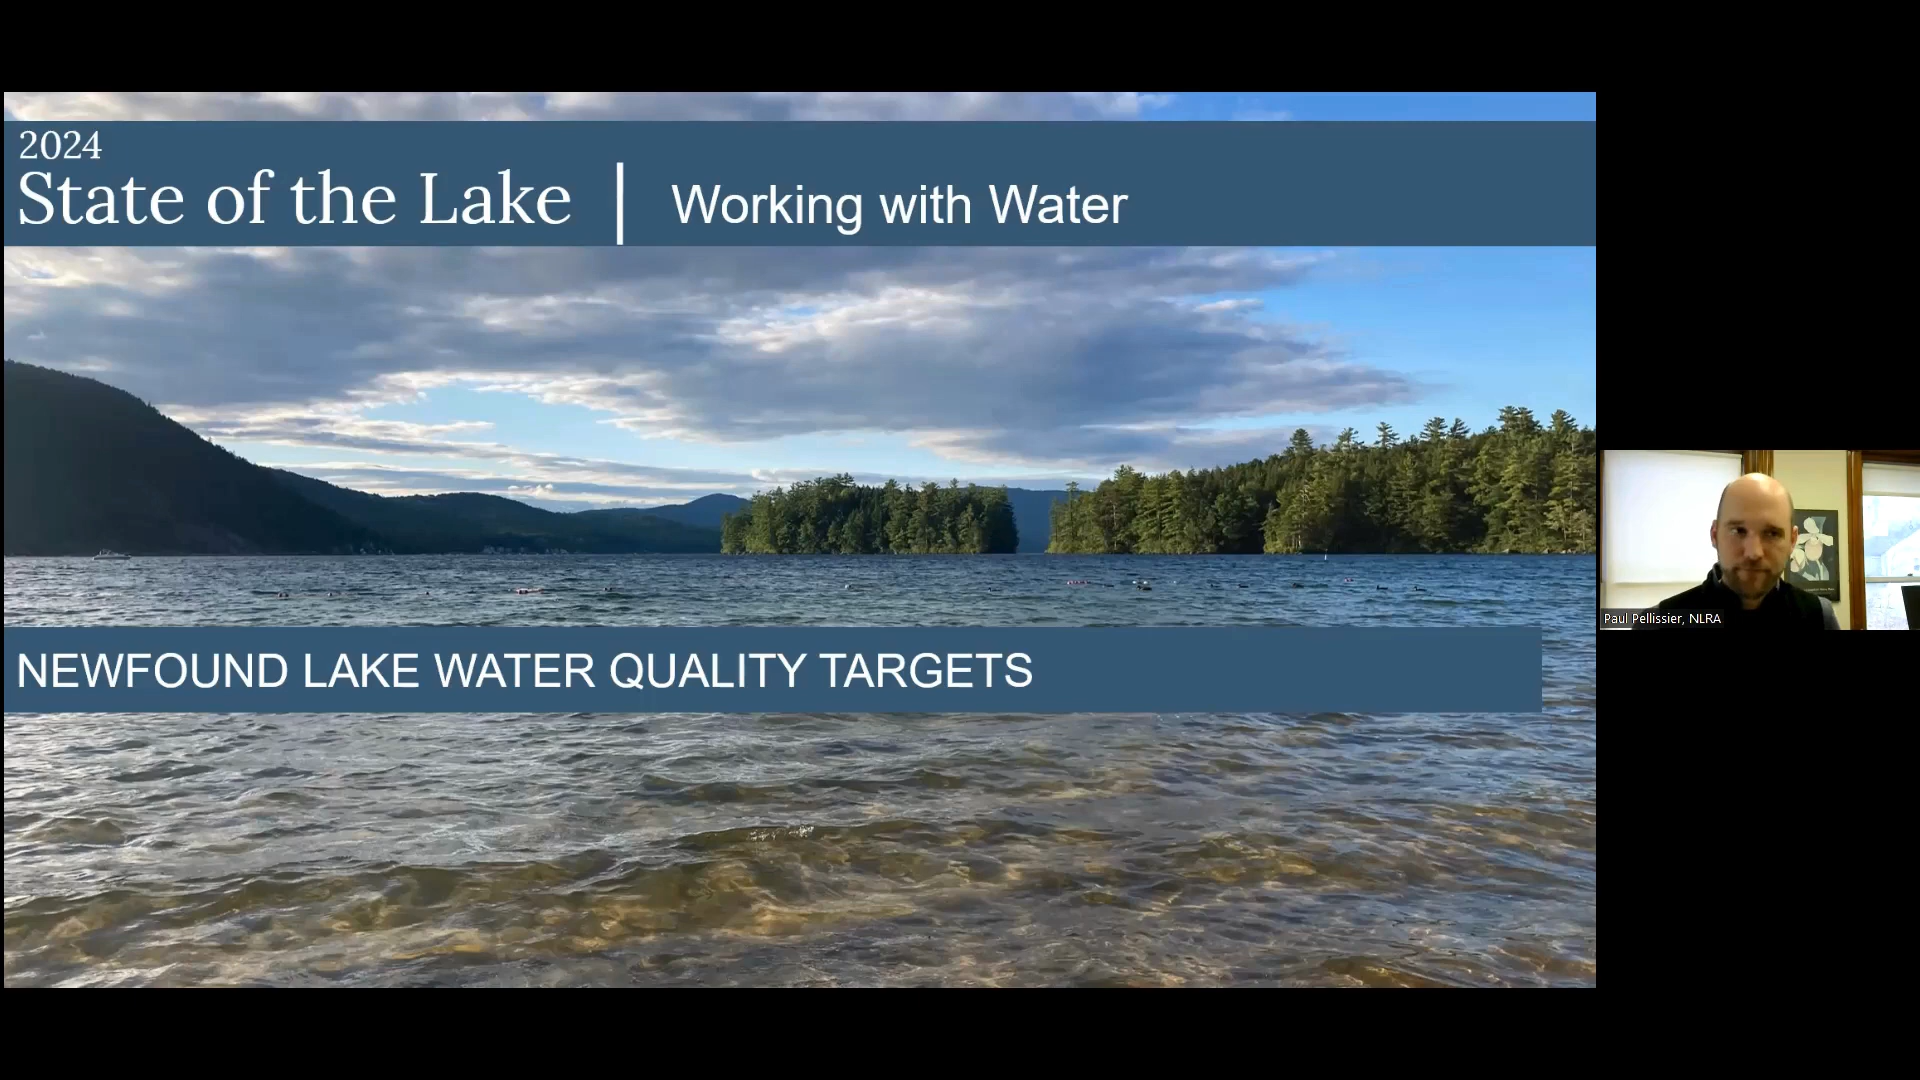 2024
State of the Lake | Working with Water
NEWFOUND LAKE WATER QUALITY TARGETS
Paul Pellissier, NLRA